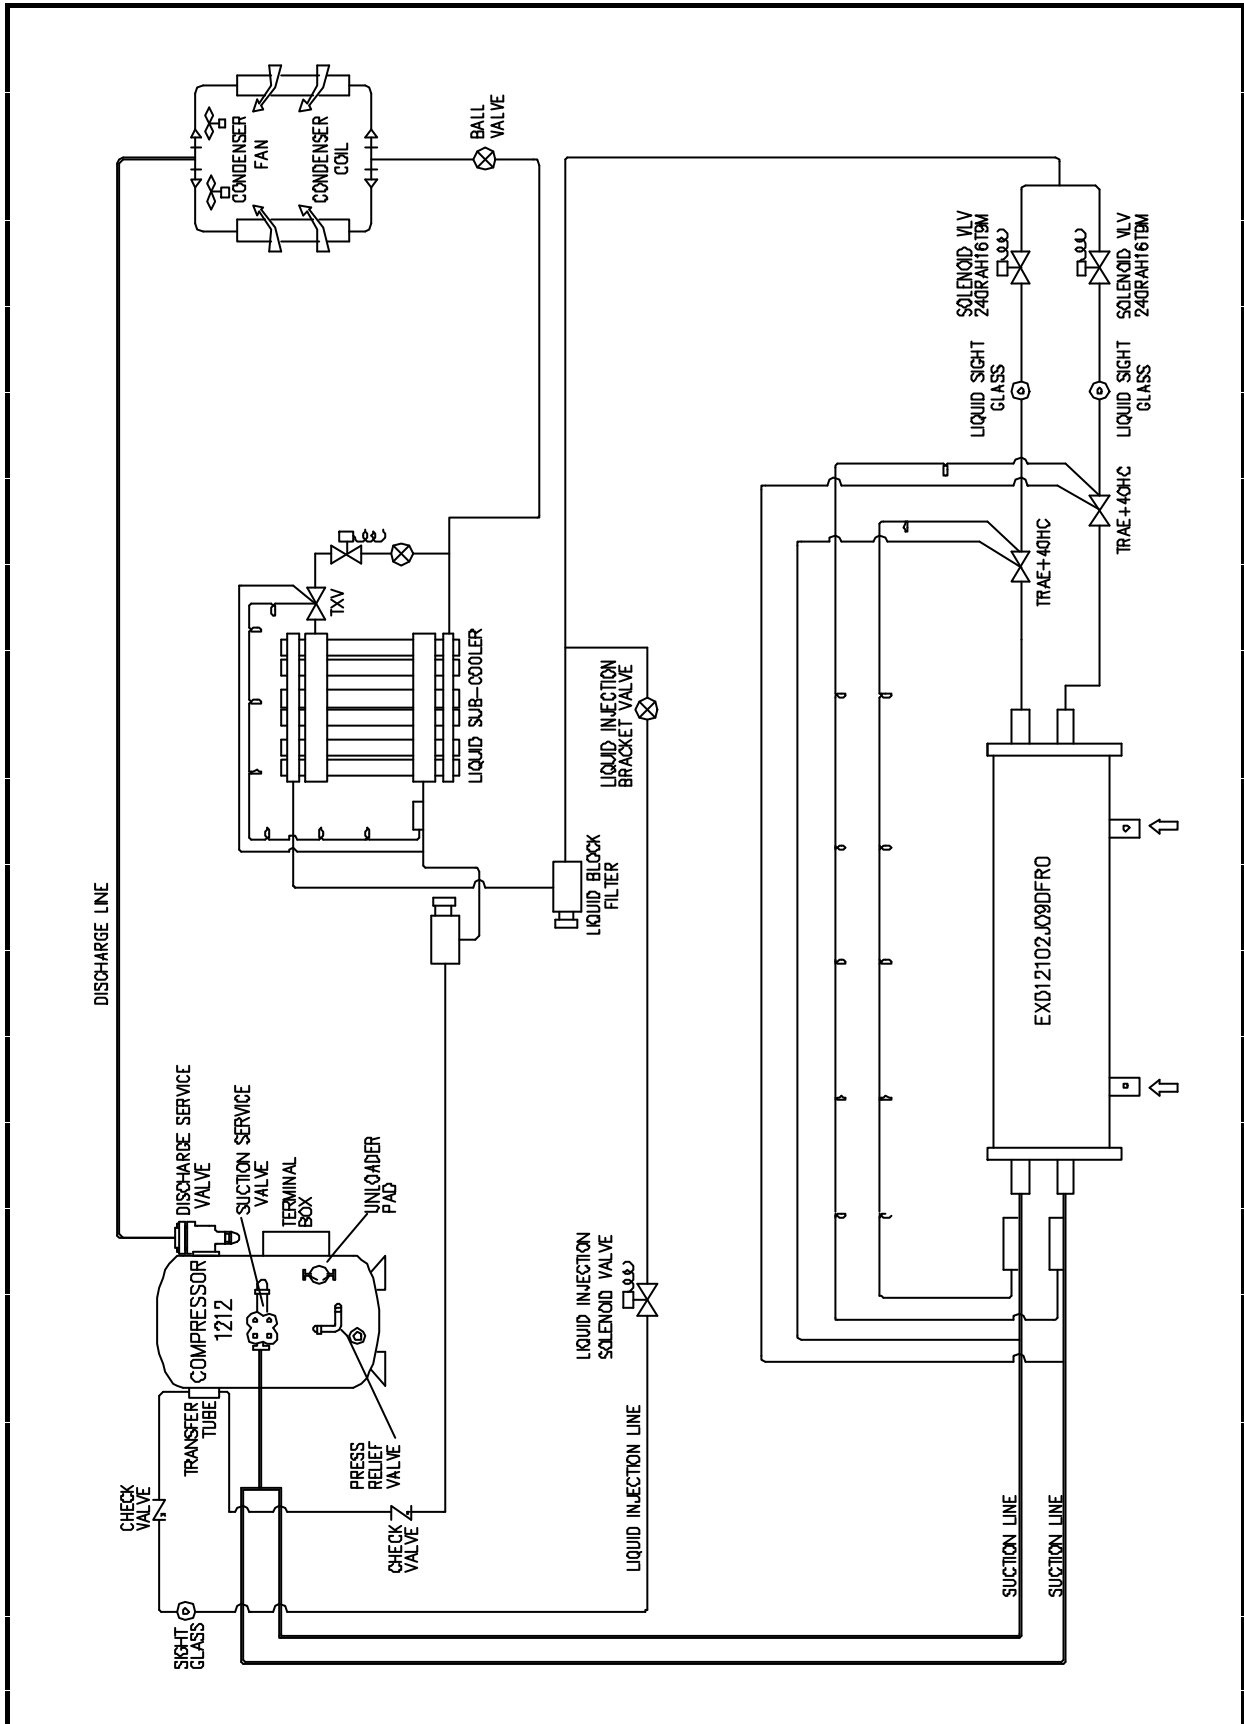 CONDENSER
FAN
CONDENSER
COIL
BALL
VALVE
SOLENOID VLV
240RAH16T9M
SOLENOID VLV
240RAH16T9M
LIQUID SIGHT
GLASS
LIQUID SIGHT
GLASS
TRAE+40HC
TRAE+40HC
TXV
LIQUID SUB-COOLER
LIQUID INJECTION
BRACKET VALVE
LIQUID BLOCK
FILTER
DISCHARGE LINE
EXD12102J09DFR0
DISCHARGE SERVICE
VALVE
SUCTION SERVICE
VALVE
TERMINAL
BOX
UNLOADER
PAD
COMPRESSOR
1212
LIQUID INJECTION
SOLENOID VALVE
TRANSFER
TUBE
PRESS
RELIEF
VALVE
CHECK
VALVE
CHECK
VALVE
LIQUID INJECTION LINE
SUCTION LINE
SUCTION LINE
SIGHT
GLASS